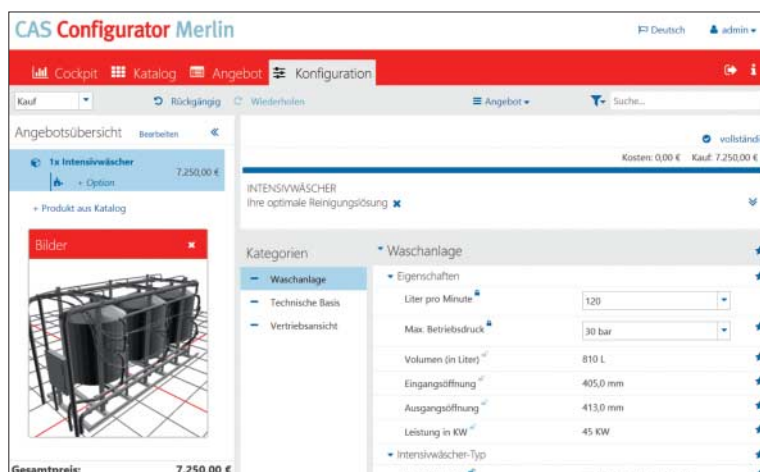 CAS Configurator Merlin
Deutsch admin
Cockpit Katalog Angebot Konfiguration
Kauf Rückgängig Wiederholen Angebot Suche...
Angebotsübersicht Bearbeiten
vollständi
Kosten: 0,00 € Kauf: 7.250,00 €
1x Intensivwäscher
7.250,00 €
+ Option
+ Produkt aus Katalog
INTENSIVWÄSCHER
Ihre optimale Reinigungslösung
Bilder
Kategorien
Waschanlage
Technische Basis
Vertriebsansicht
Waschanlage
Eigenschaften
Liter pro Minute 120
Max. Betriebsdruck 30 bar
Volumen (in Liter) 810 L
Eingangsöffnung 405,0 mm
Ausgangsöffnung 413,0 mm
Leistung in KW 45 KW
Intensivwäscher-Typ
Gesamtpreis: 7.250,00 €